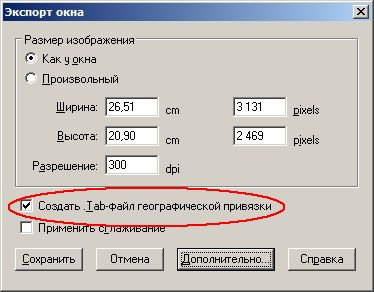 Экспорт окна
Размер изображения
Как у окна
Произвольный
Ширина: 26,51 cm 3 131 pixels
Высота: 20,90 cm 2 469 pixels
Разрешение: 300 dpi
Создать .Tab-файл географической привязки
Применить сглаживание
Сохранить Отмена Дополнительно... Справка